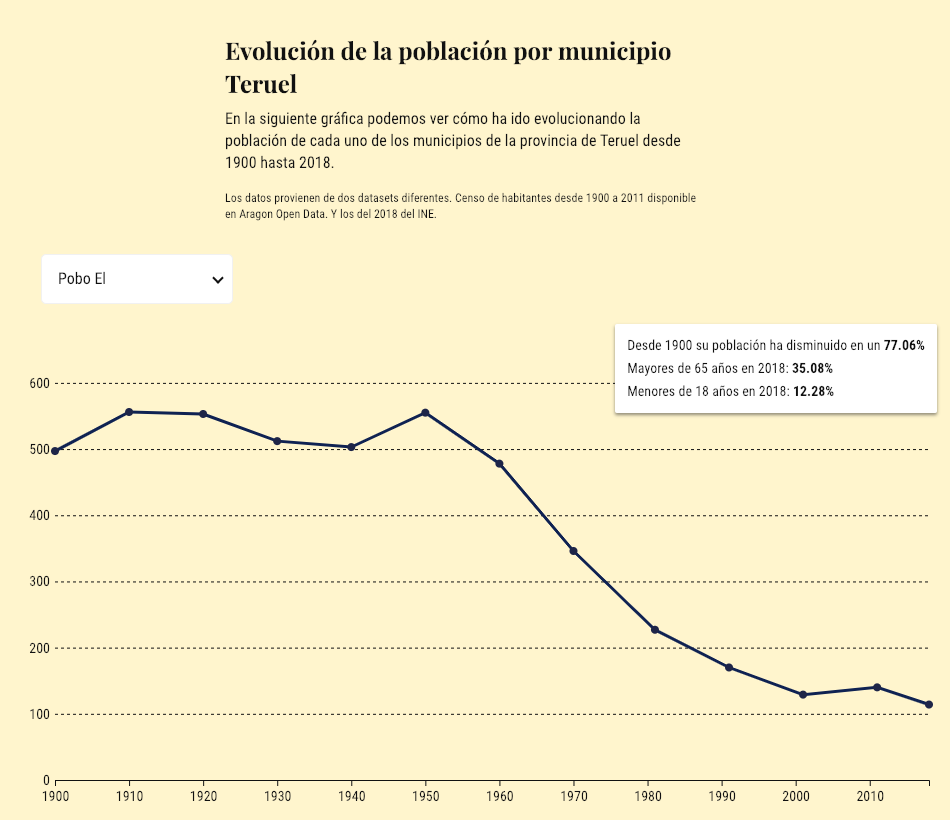 Evolución de la población por municipio
Teruel
En la siguiente gráfica podemos ver cómo ha ido evolucionando la
población de cada uno de los municipios de la provincia de Teruel desde
1900 hasta 2018.
Los datos provienen de dos datasets diferentes. Censo de habitantes desde 1900 a 2011 disponible
en Aragon Open Data. Y los del 2018 del INE.
Pobo El
Desde 1900 su población ha disminuido en un 77.06%
Mayores de 65 años en 2018: 35.08%
Menores de 18 años en 2018: 12.28%
600
500
400
300
200
100
0
1900 1910 1920 1930 1940 1950 1960 1970 1980 1990 2000 2010